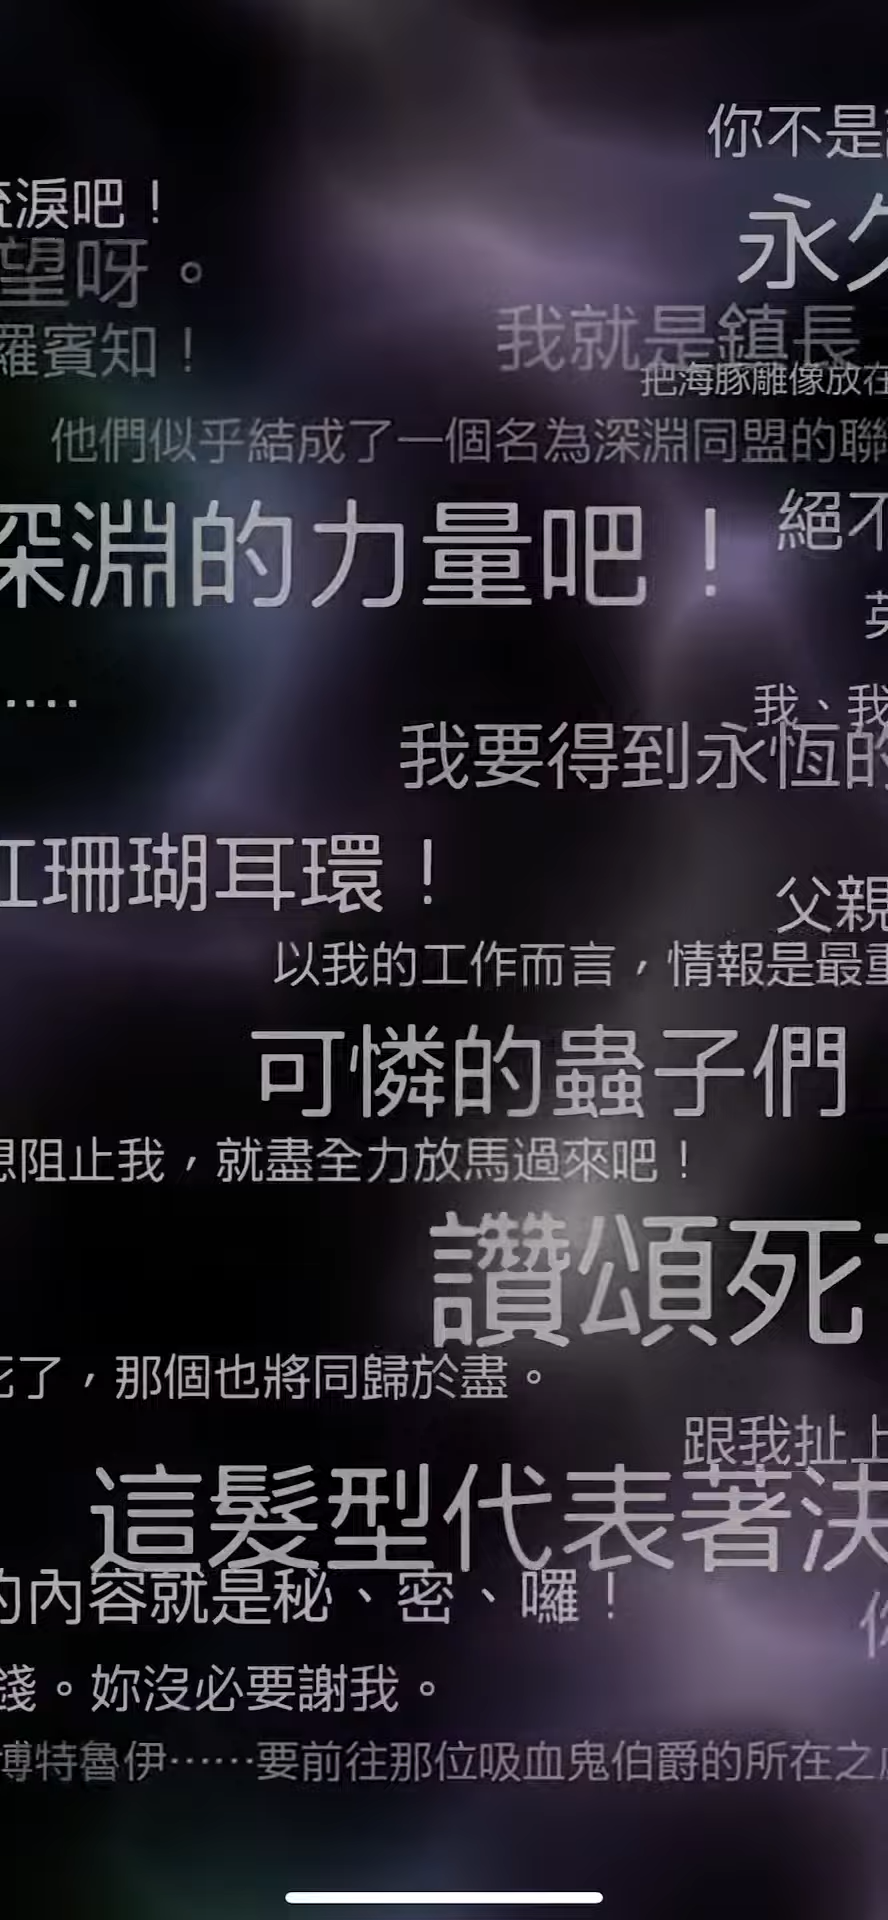 你不是
流淚吧！
永久
望呀。
我就是鎮長
羅賓知！
把海豚雕像放在
他們似乎結成了一個名為深淵同盟的聯
絕不
深淵的力量吧！
英
……
我、我
我要得到永恆的
紅珊瑚耳環！
父親
以我的工作而言，情報是最重
可憐的蟲子們
想阻止我，就盡全力放馬過來吧！
讚頌死
死了，那個也將同歸於盡。
跟我扯上
這髮型代表著決
的內容就是秘、密、囉！
你
錢。妳沒必要謝我。
博特魯伊……要前往那位吸血鬼伯爵的所在之處